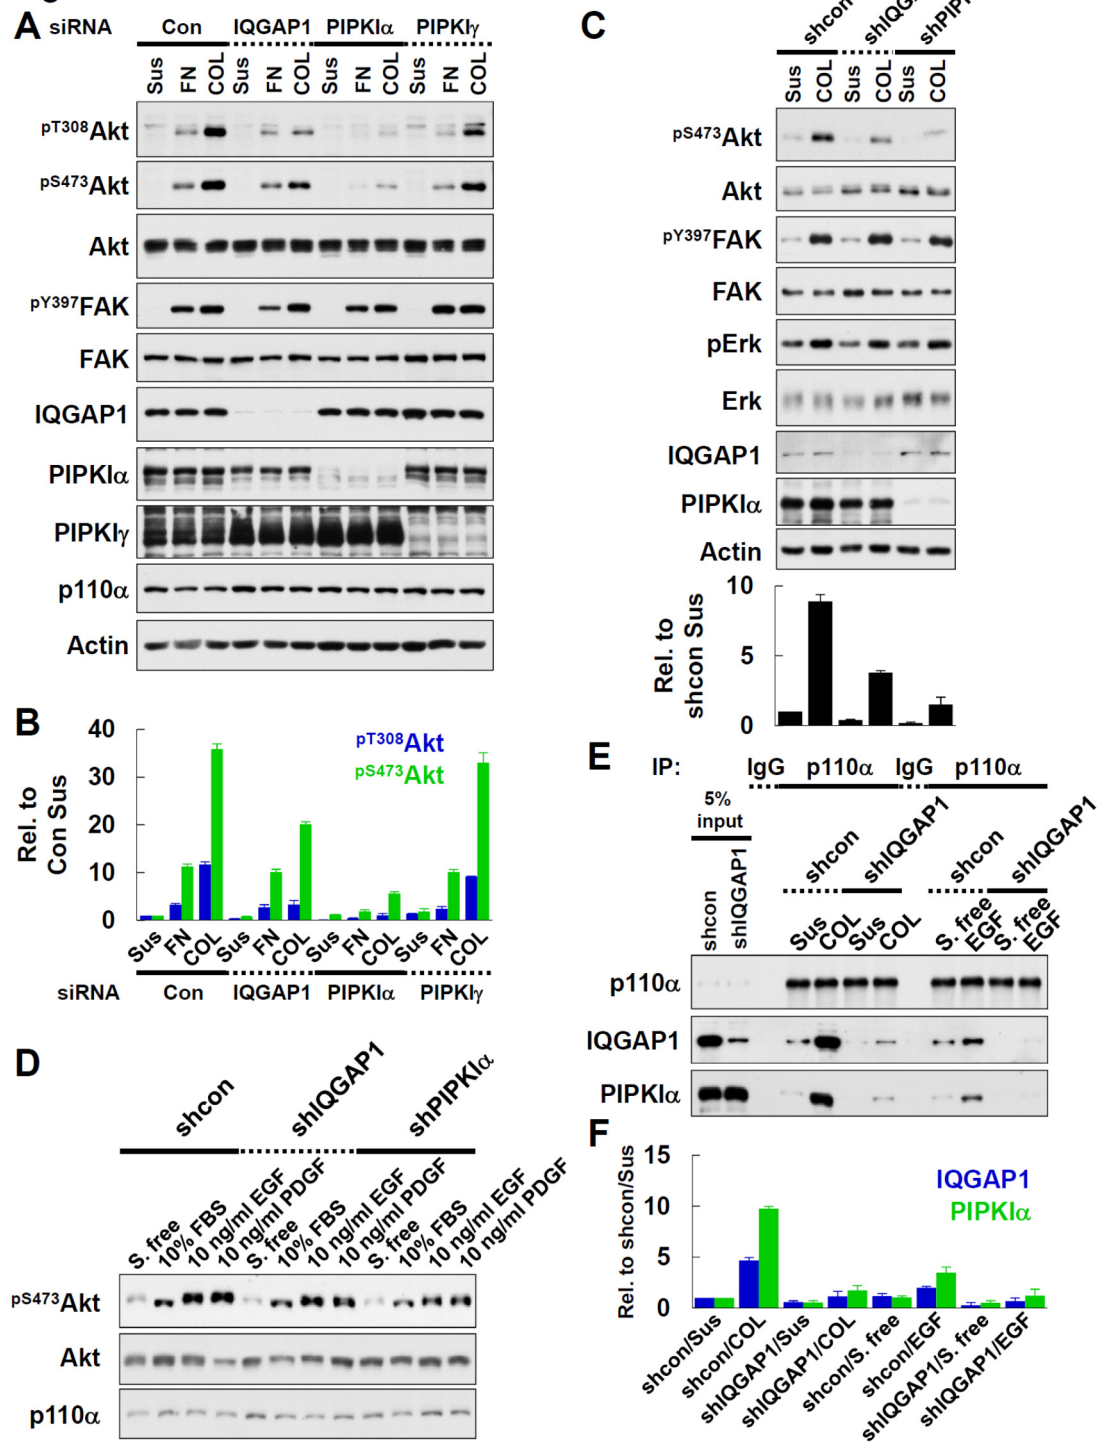 A
siRNA
Con IQGAP1 PIPKIα PIPKIγ
Sus FN COL Sus FN COL Sus FN COL Sus FN COL
pT308Akt
pS473Akt
Akt
pY397FAK
FAK
IQGAP1
PIPKIα
PIPKIγ
p110α
Actin
B
Rel. to
Con Sus
40
30
20
10
0
pT308Akt
pS473Akt
Sus FN COL Sus FN COL Sus FN COL Sus FN COL
siRNA Con IQGAP1 PIPKIα PIPKIγ
C
shcon
Sus COL Sus COL Sus COL
pS473Akt
Akt
pY397FAK
FAK
pErk
Erk
IQGAP1
PIPKIα
Actin
Rel. to
shcon Sus
10
5
0
D
shcon shIQGAP1 shPIPKIα
S. free 10% FBS 10 ng/ml EGF 10 ng/ml PDGF S. free 10% FBS 10 ng/ml EGF 10 ng/ml PDGF S. free 10% FBS 10 ng/ml EGF 10 ng/ml PDGF
pS473Akt
Akt
p110α
E
IP: IgG p110α IgG p110α
5%
input
shcon shIQGAP1 shcon shIQGAP1
shcon shIQGAP1 Sus COL Sus COL S. free EGF S. free EGF
p110α
IQGAP1
PIPKIα
F
Rel. to shcon/Sus
15
10
5
0
IQGAP1
PIPKIα
shcon/Sus shcon/COL shIQGAP1/Sus shIQGAP1/COL shcon/S. free shcon/EGF shIQGAP1/S. free shIQGAP1/EGF